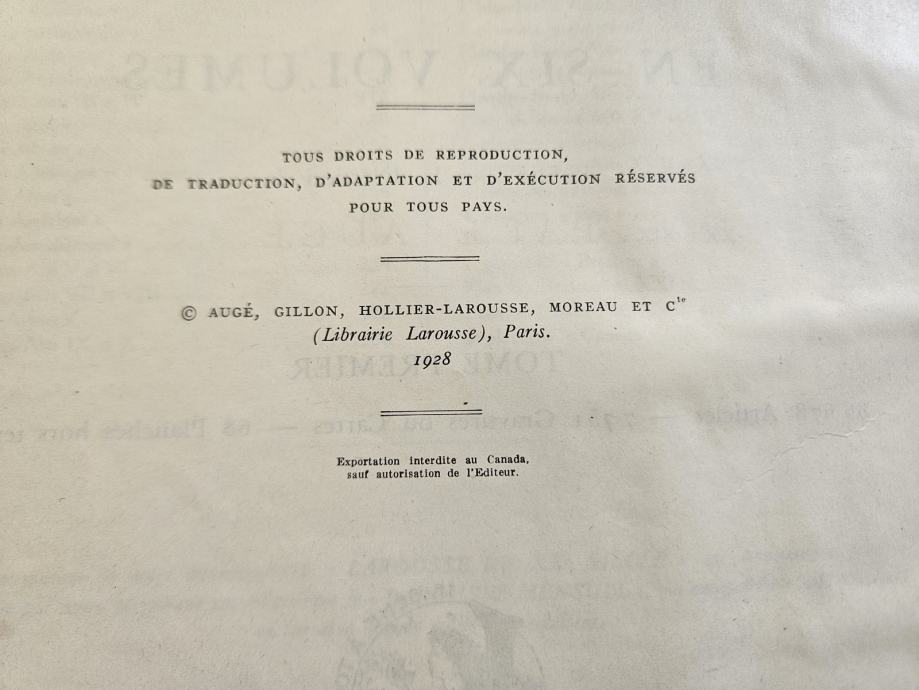 TOUS DROITS DE REPRODUCTION,
DE TRADUCTION, D'ADAPTATION ET D'EXÉCUTION RÉSERVÉS
POUR TOUS PAYS.
© AUGÉ, GILLON, HOLLIER-LAROUSSE, MOREAU ET Cie
(Librairie Larousse), Paris.
1928
Exportation interdite au Canada,
sauf autorisation de l'Editeur.